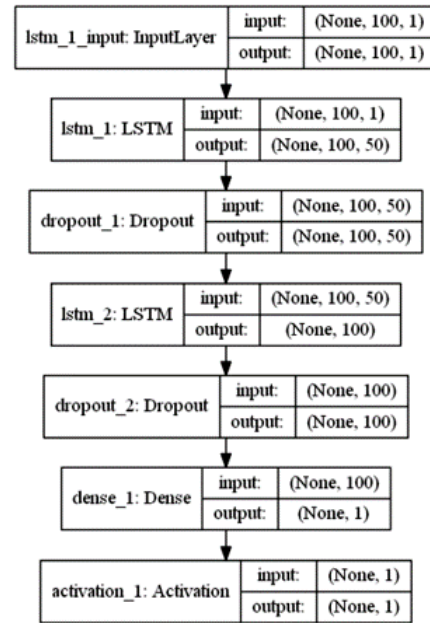 lstm_1_input: InputLayer
input: (None, 100, 1)
output: (None, 100, 1)
lstm_1: LSTM
input: (None, 100, 1)
output: (None, 100, 50)
dropout_1: Dropout
input: (None, 100, 50)
output: (None, 100, 50)
lstm_2: LSTM
input: (None, 100, 50)
output: (None, 100)
dropout_2: Dropout
input: (None, 100)
output: (None, 100)
dense_1: Dense
input: (None, 100)
output: (None, 1)
activation_1: Activation
input: (None, 1)
output: (None, 1)